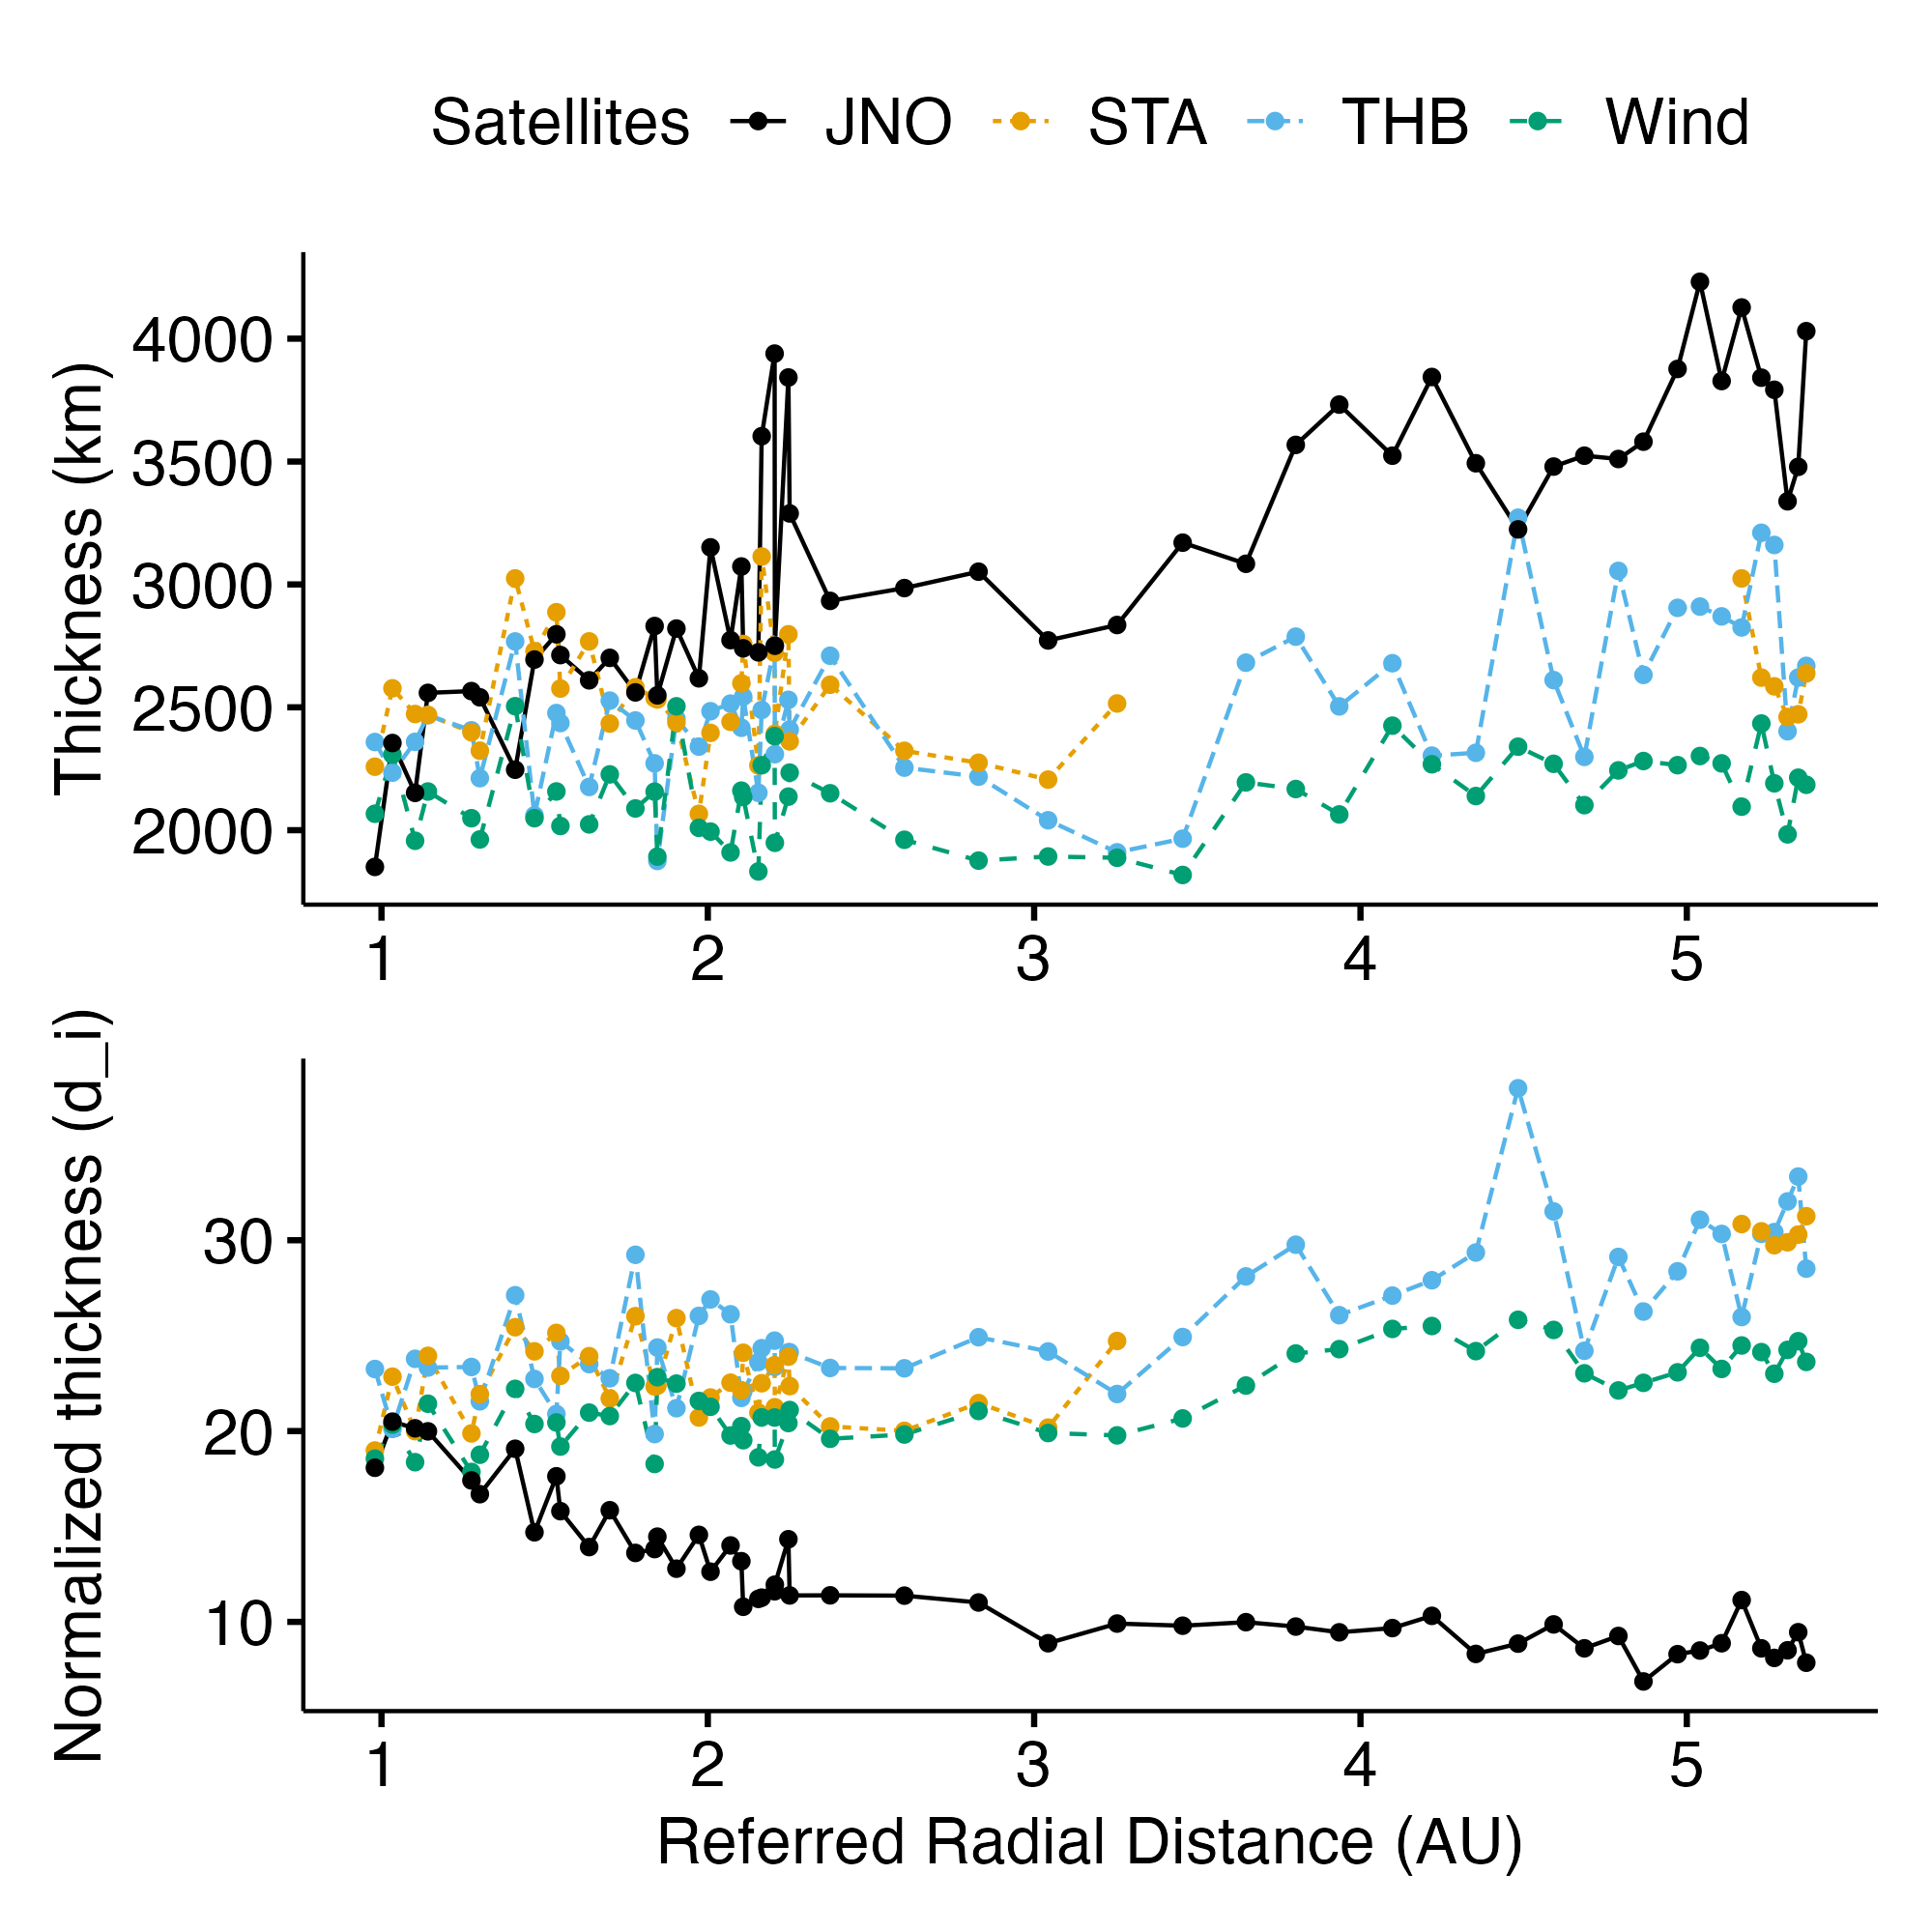 Satellites JNO STA THB Wind
Thickness (km)
4000
3500
3000
2500
2000
1 2 3 4 5
Normalized thickness (d_i)
30
20
10
1 2 3 4 5
Referred Radial Distance (AU)